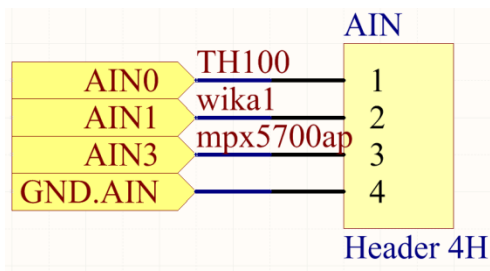 AIN
TH100
AIN0 1
wika1
AIN1 2
mpx5700ap
AIN3 3
GND.AIN 4
Header 4H